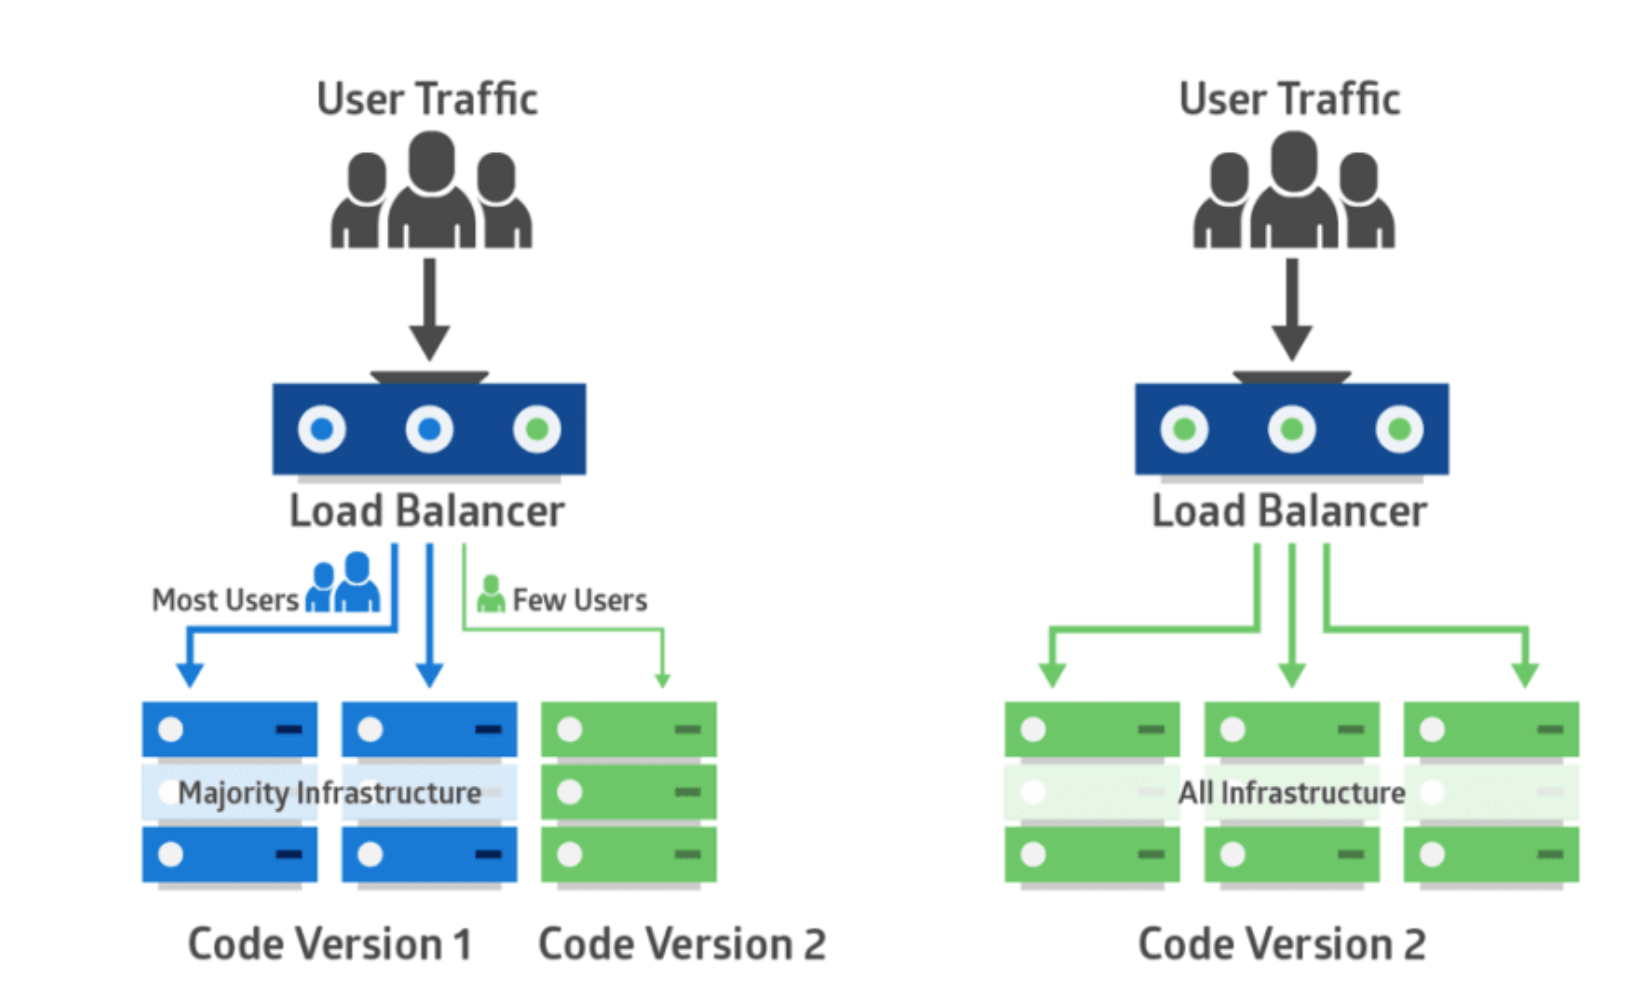 User Traffic
Load Balancer
Most Users
Few Users
Majority Infrastructure
Code Version 1
Code Version 2
User Traffic
Load Balancer
All Infrastructure
Code Version 2